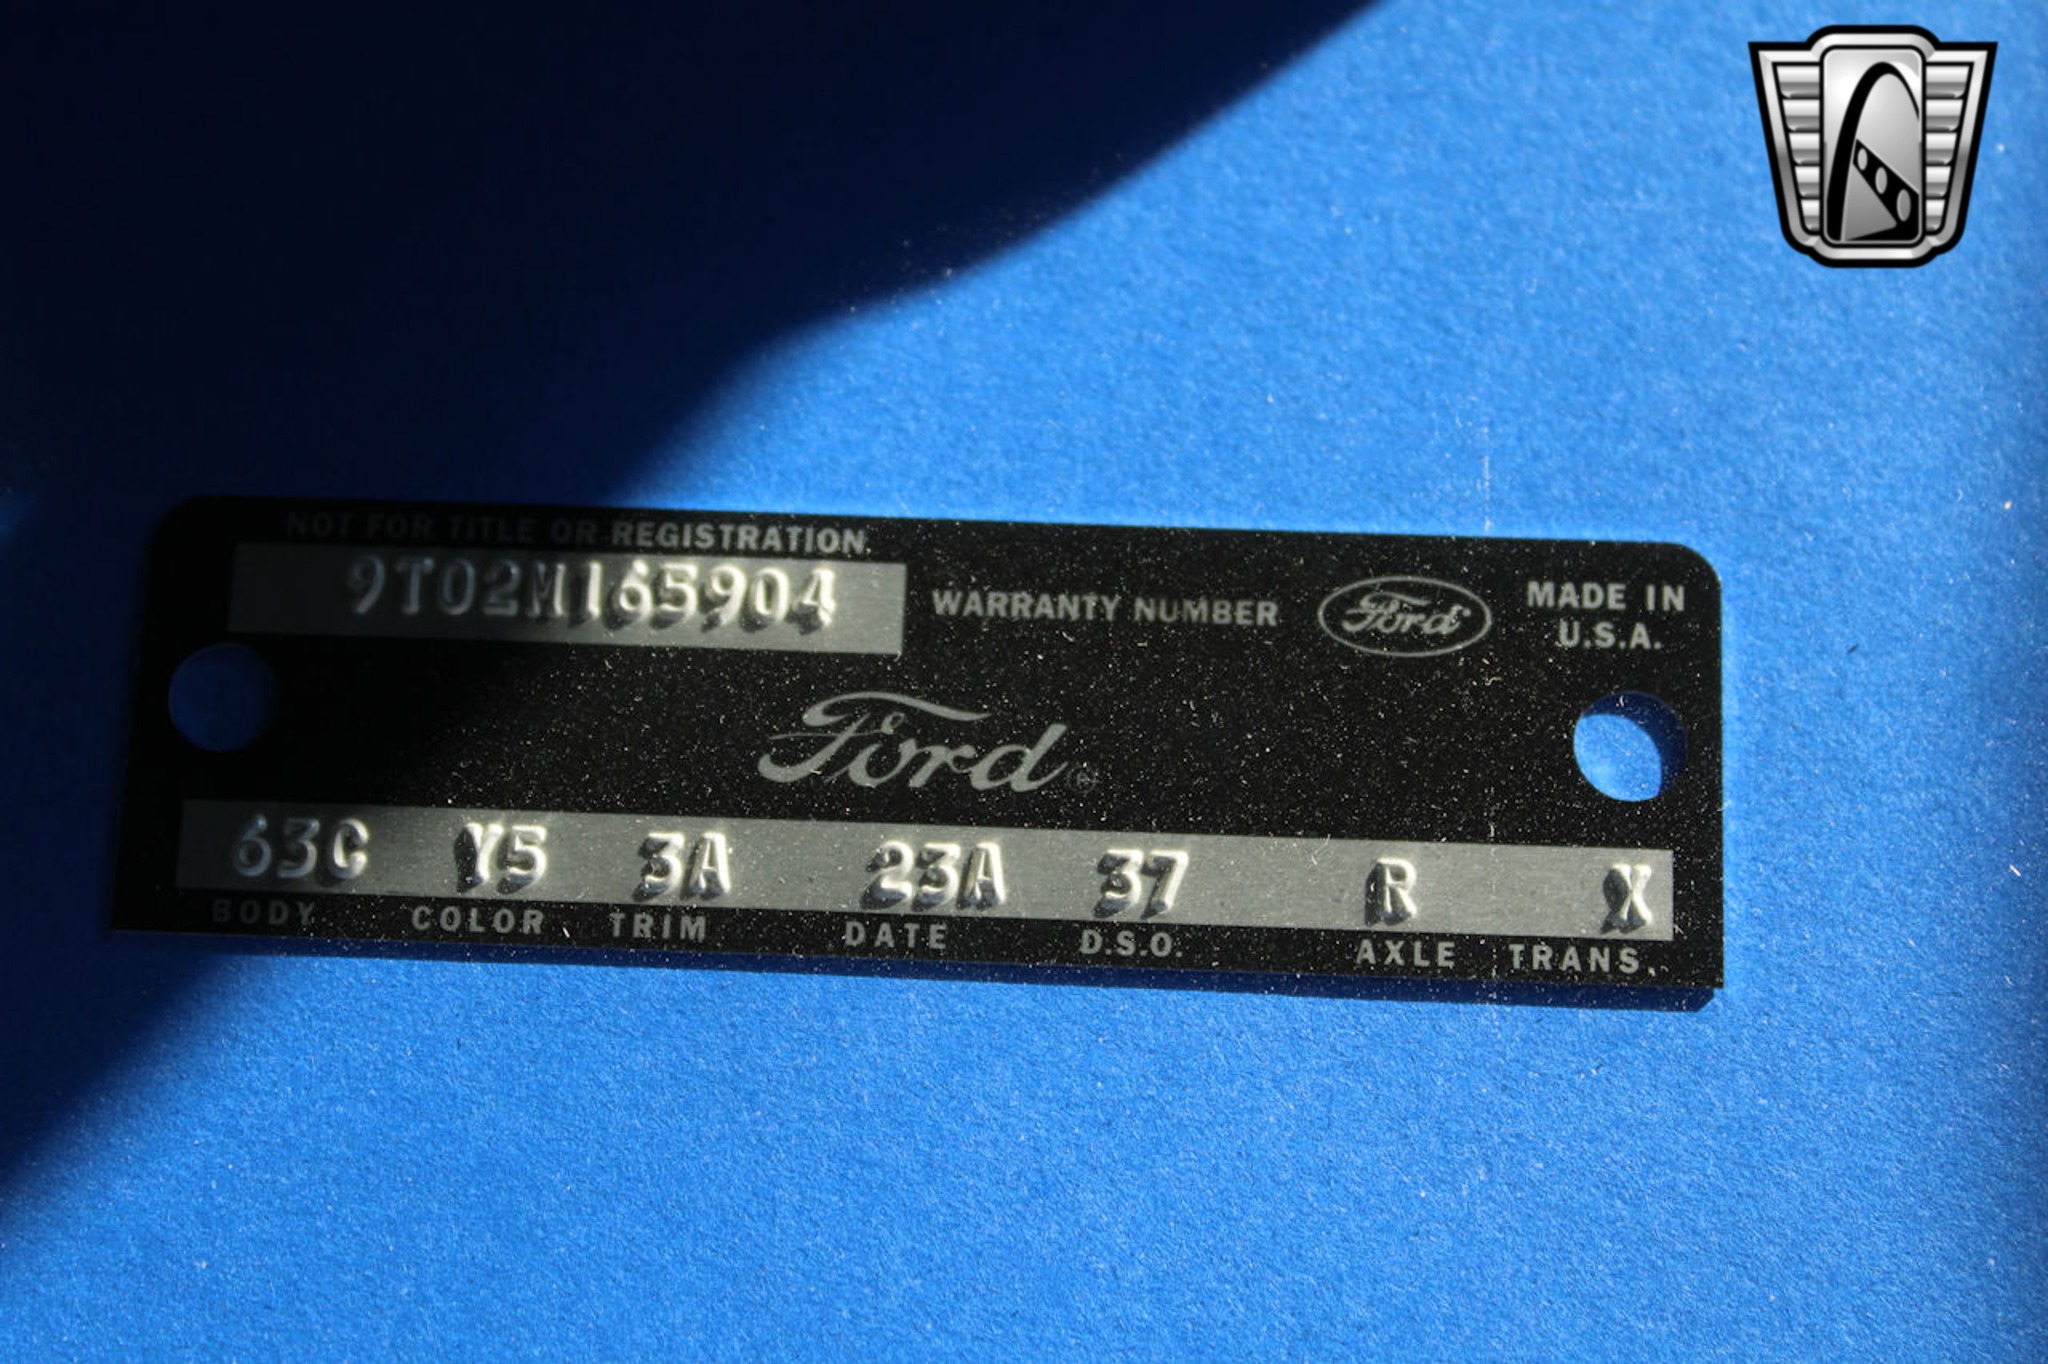 NOT FOR TITLE OR REGISTRATION
9T02M165904
WARRANTY NUMBER
Ford
MADE IN
U.S.A.
Ford®
63C Y5 3A 23A 37 R X
BODY COLOR TRIM DATE D.S.O. AXLE TRANS.